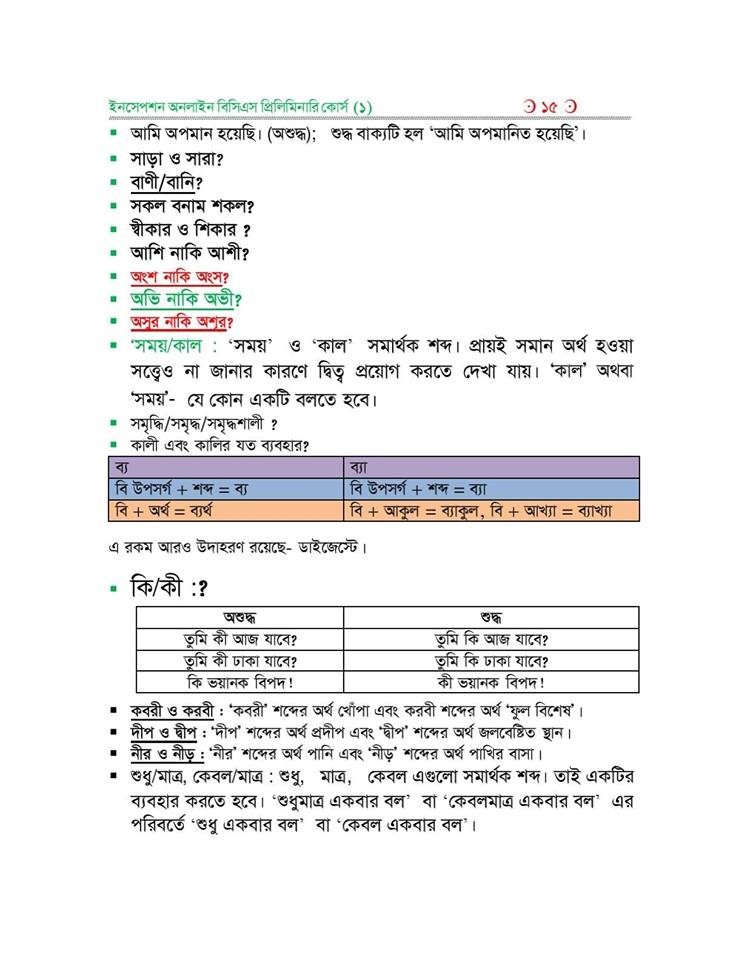 ইনসেপশন অনলাইন বিসিএস প্রিলিমিনারি কোর্স (১) ১৫
আমি অপমান হয়েছি। (অশুদ্ধ); শুদ্ধ বাক্যটি হল ‘আমি অপমানিত হয়েছি’।
সাড়া ও সারা?
বাণী/বানি?
সকল বনাম শকল?
স্বীকার ও শিকার ?
আশি নাকি আশী?
অংশ নাকি অংস?
অভি নাকি অভী?
অসুর নাকি অশুর?
‘সময়/কাল : ‘সময়’ ও ‘কাল’ সমার্থক শব্দ। প্রায়ই সমান অর্থ হওয়া
সত্ত্বেও না জানার কারণে দ্বিত্ব প্রয়োগ করতে দেখা যায়। ‘কাল’ অথবা
‘সময়’- যে কোন একটি বলতে হবে।
সমৃদ্ধি/সমৃদ্ধ/সমৃদ্ধশালী ?
কালী এবং কালির যত ব্যবহার?
ব্য ব্যা
বি উপসর্গ + শব্দ = ব্য বি উপসর্গ + শব্দ = ব্যা
বি + অর্থ = ব্যর্থ বি + আকুল = ব্যাকুল, বি + আখ্যা = ব্যাখ্যা
এ রকম আরও উদাহরণ রয়েছে- ডাইজেস্টে।
কি/কী :?
অশুদ্ধ শুদ্ধ
তুমি কী আজ যাবে? তুমি কি আজ যাবে?
তুমি কী ঢাকা যাবে? তুমি কি ঢাকা যাবে?
কি ভয়ানক বিপদ! কী ভয়ানক বিপদ!
কবরী ও করবী : ‘কবরী’ শব্দের অর্থ খোঁপা এবং করবী শব্দের অর্থ ‘ফুল বিশেষ’।
দীপ ও দ্বীপ : ‘দীপ’ শব্দের অর্থ প্রদীপ এবং ‘দ্বীপ’ শব্দের অর্থ জলবেষ্টিত স্থান।
নীর ও নীড় : ‘নীর’ শব্দের অর্থ পানি এবং ‘নীড়’ শব্দের অর্থ পাখির বাসা।
শুধু/মাত্র, কেবল/মাত্র : শুধু, মাত্র, কেবল এগুলো সমার্থক শব্দ। তাই একটির
ব্যবহার করতে হবে। ‘শুধুমাত্র একবার বল’ বা ‘কেবলমাত্র একবার বল’ এর
পরিবর্তে ‘শুধু একবার বল’ বা ‘কেবল একবার বল’।